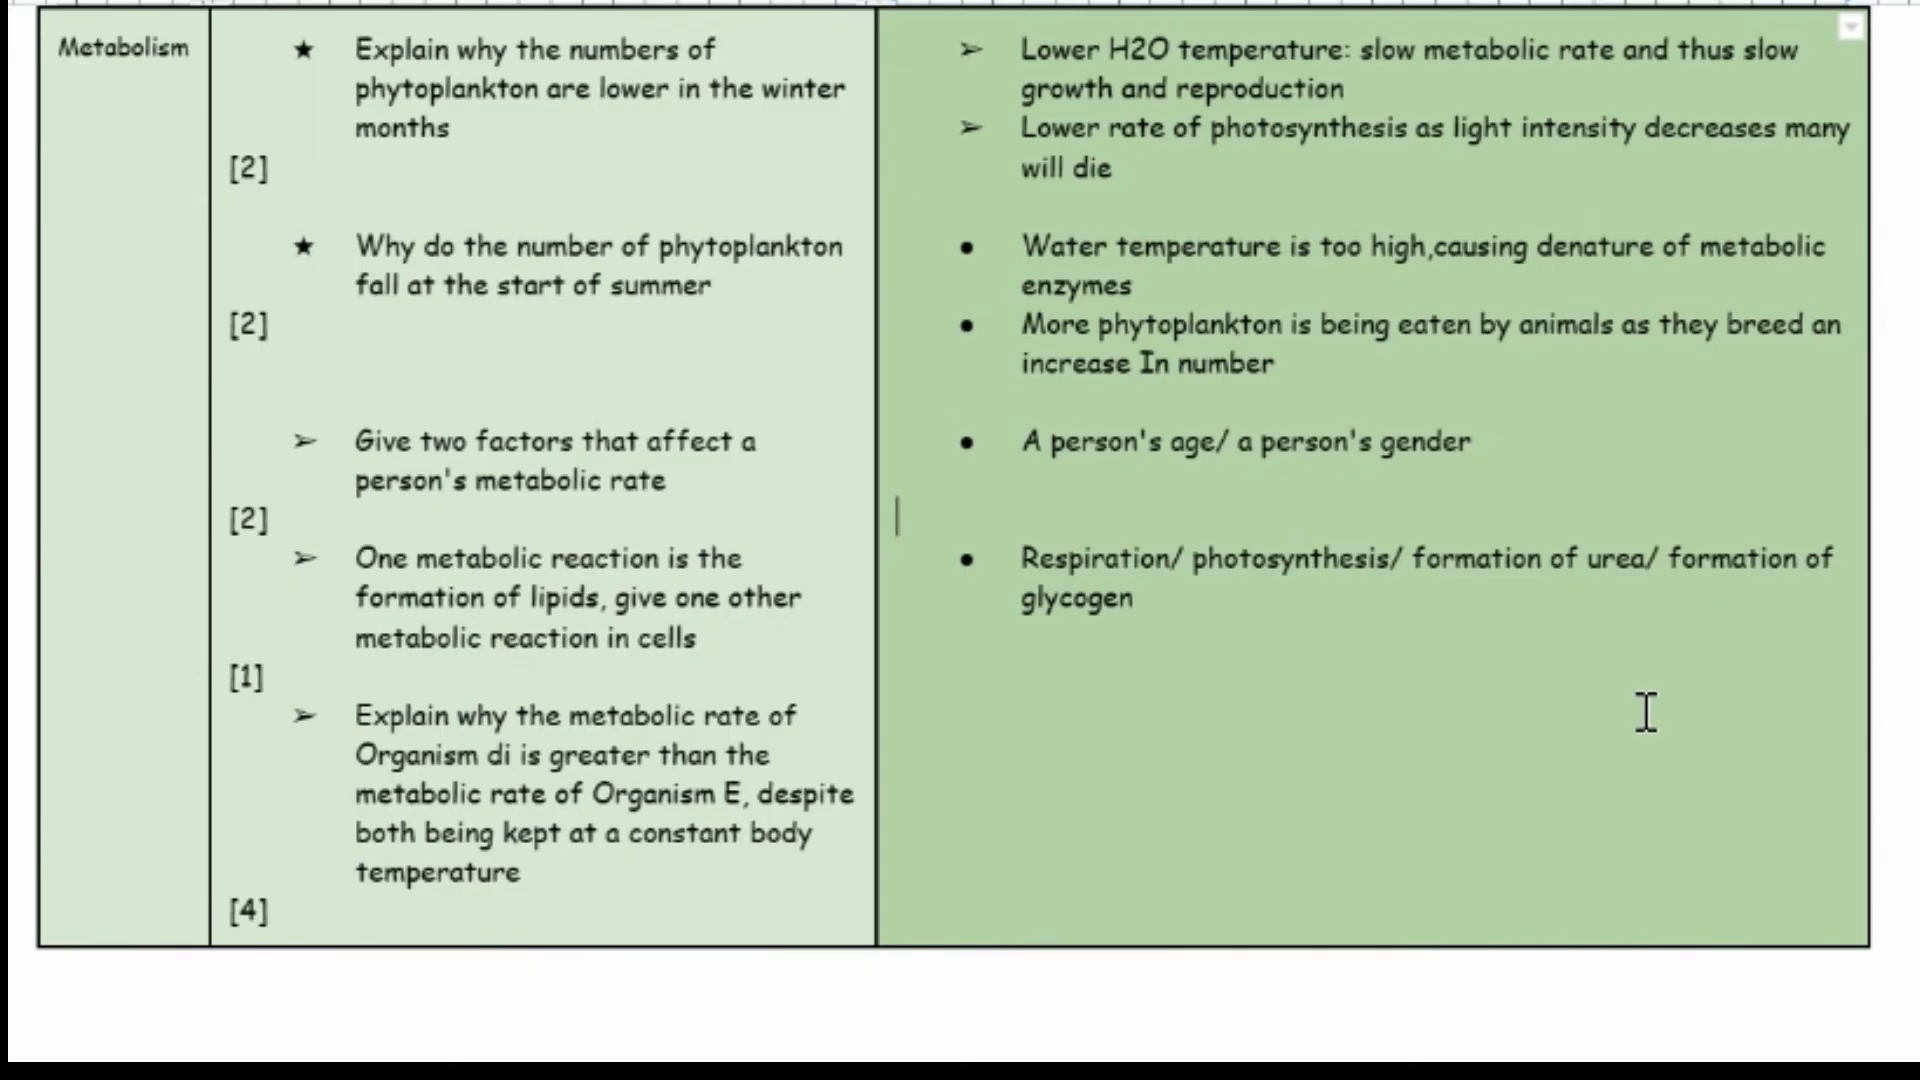 Metabolism
★ Explain why the numbers of
phytoplankton are lower in the winter
months
[2]
★ Why do the number of phytoplankton
fall at the start of summer
[2]
➢ Give two factors that affect a
person's metabolic rate
[2]
➢ One metabolic reaction is the
formation of lipids, give one other
metabolic reaction in cells
[1]
➢ Explain why the metabolic rate of
Organism di is greater than the
metabolic rate of Organism E, despite
both being kept at a constant body
temperature
[4]
➢ Lower H2O temperature: slow metabolic rate and thus slow
growth and reproduction
➢ Lower rate of photosynthesis as light intensity decreases many
will die
● Water temperature is too high,causing denature of metabolic
enzymes
● More phytoplankton is being eaten by animals as they breed an
increase In number
● A person's age/ a person's gender
● Respiration/ photosynthesis/ formation of urea/ formation of
glycogen